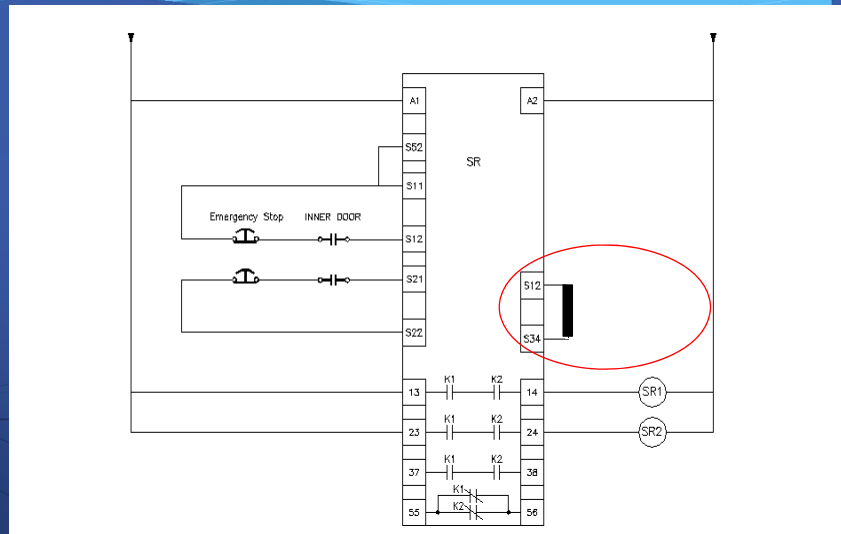 A1
A2
S52
SR
S11
Emergency Stop
INNER DOOR
S12
S21
S12
S22
S34
K1
K2
13
14
SR1
K1
K2
23
24
SR2
K1
K2
37
38
K1
K2
55
56